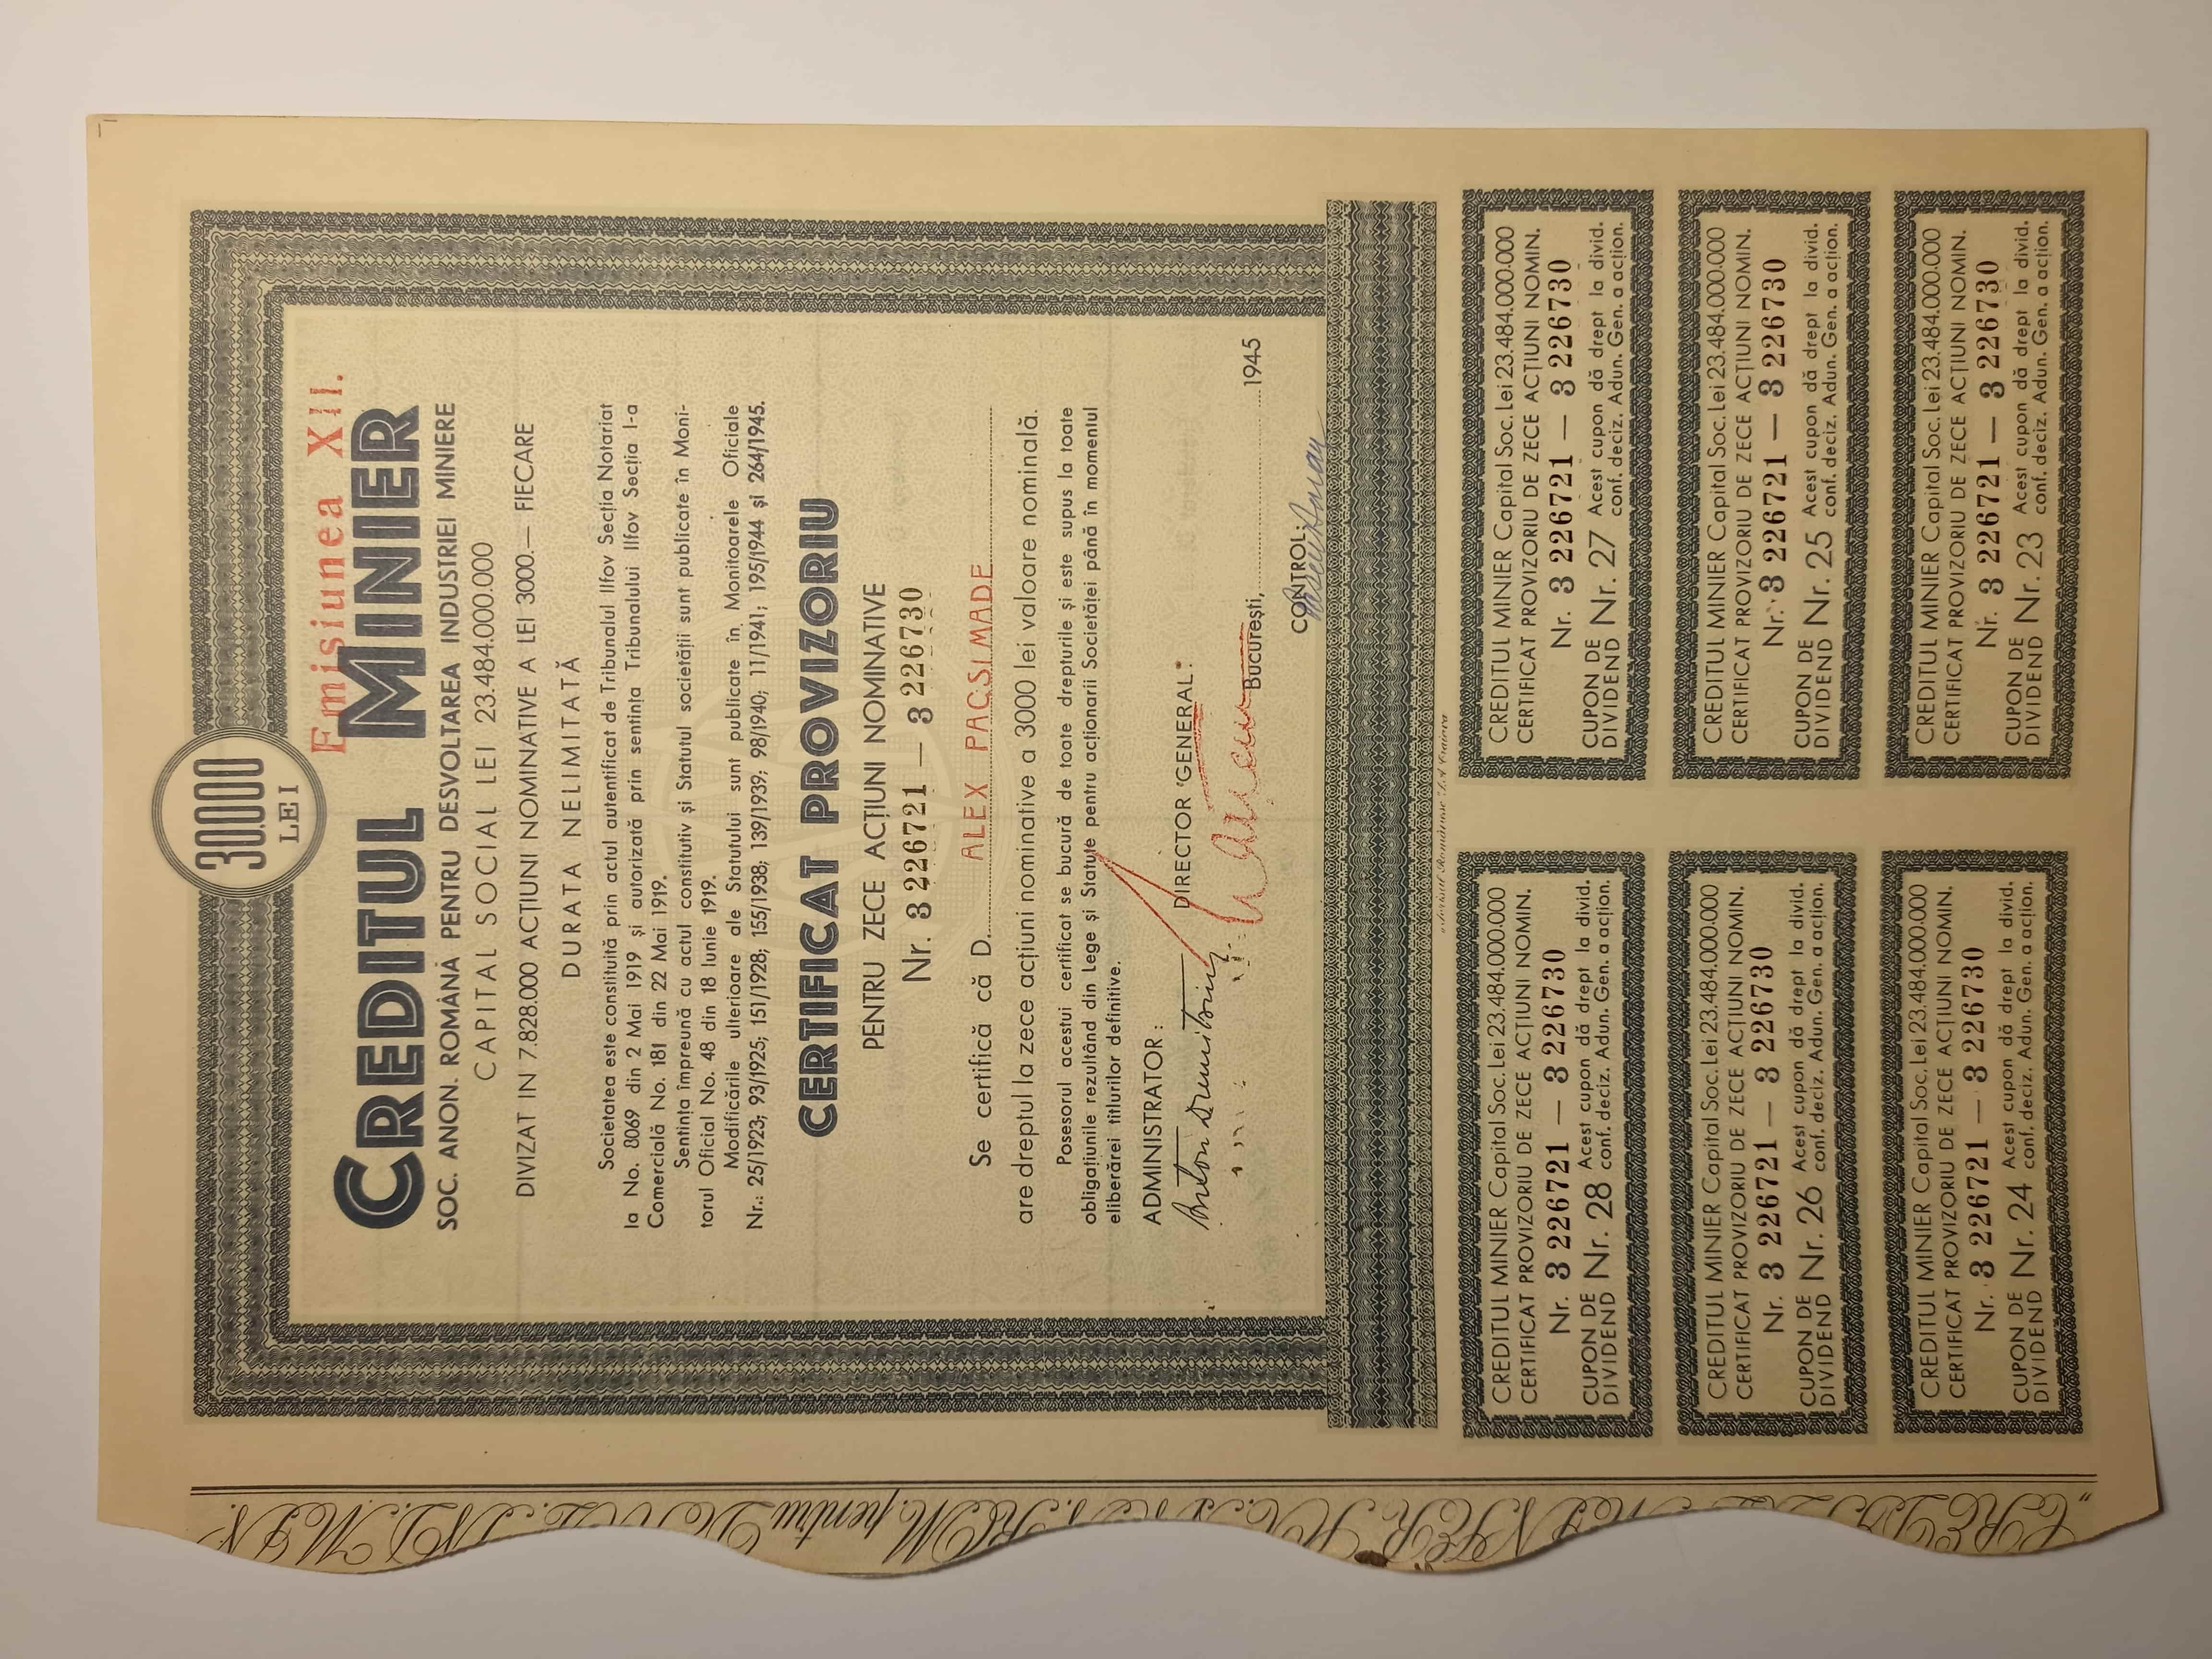 30.000
LEI
Emisiunea XII.
CREDITUL MINIER
SOC. ANON. ROMÂNĂ PENTRU DESVOLTAREA INDUSTRIEI MINIERE
CAPITAL SOCIAL LEI 23.484.000.000
DIVIZAT IN 7.828.000 ACȚIUNI NOMINATIVE A LEI 3000.— FIECARE
DURATA NELIMITATĂ
Societatea este constituită prin actul autentificat de Tribunalul Ilfov Secția Notariat
la No. 8069 din 2 Mai 1919 și autorizată prin sentința Tribunalului Ilfov Secția I-a
Comercială No. 181 din 22 Mai 1919.
Sentința împreună cu actul constitutiv și Statutul societății sunt publicate în Moni-
torul Oficial No. 48 din 18 Iunie 1919.
Modificările ulterioare ale Statutului sunt publicate în Monitoarele Oficiale
Nr.: 25/1923; 93/1925; 151/1928; 155/1938; 139/1939; 98/1940; 11/1941; 195/1944 și 264/1945.
CERTIFICAT PROVIZORIU
PENTRU ZECE ACȚIUNI NOMINATIVE
Nr. 3 226721 — 3 226730
Se certifică că D. ALEX PACSIMADE
are dreptul la zece acțiuni nominative a 3000 lei valoare nominală.
Posesorul acestui certificat se bucură de toate drepturile și este supus la toate
obligațiunile rezultând din Lege și Statute pentru acționarii Societăței până în momentul
eliberărei titlurilor definitive.
ADMINISTRATOR: DIRECTOR GENERAL:
București, 1945
CONTROL:
CREDITUL MINIER Capital Soc. Lei 23.484.000.000
CERTIFICAT PROVIZORIU DE ZECE ACȚIUNI NOMIN.
Nr. 3 226721 — 3 226730
CUPON DE DIVIDEND Nr. 28 Acest cupon dă drept la divid.
conf. deciz. Adun. Gen. a acțion.
CREDITUL MINIER Capital Soc. Lei 23.484.000.000
CERTIFICAT PROVIZORIU DE ZECE ACȚIUNI NOMIN.
Nr. 3 226721 — 3 226730
CUPON DE DIVIDEND Nr. 27 Acest cupon dă drept la divid.
conf. deciz. Adun. Gen. a acțion.
CREDITUL MINIER Capital Soc. Lei 23.484.000.000
CERTIFICAT PROVIZORIU DE ZECE ACȚIUNI NOMIN.
Nr. 3 226721 — 3 226730
CUPON DE DIVIDEND Nr. 26 Acest cupon dă drept la divid.
conf. deciz. Adun. Gen. a acțion.
CREDITUL MINIER Capital Soc. Lei 23.484.000.000
CERTIFICAT PROVIZORIU DE ZECE ACȚIUNI NOMIN.
Nr. 3 226721 — 3 226730
CUPON DE DIVIDEND Nr. 25 Acest cupon dă drept la divid.
conf. deciz. Adun. Gen. a acțion.
CREDITUL MINIER Capital Soc. Lei 23.484.000.000
CERTIFICAT PROVIZORIU DE ZECE ACȚIUNI NOMIN.
Nr. 3 226721 — 3 226730
CUPON DE DIVIDEND Nr. 24 Acest cupon dă drept la divid.
conf. deciz. Adun. Gen. a acțion.
CREDITUL MINIER Capital Soc. Lei 23.484.000.000
CERTIFICAT PROVIZORIU DE ZECE ACȚIUNI NOMIN.
Nr. 3 226721 — 3 226730
CUPON DE DIVIDEND Nr. 23 Acest cupon dă drept la divid.
conf. deciz. Adun. Gen. a acțion.